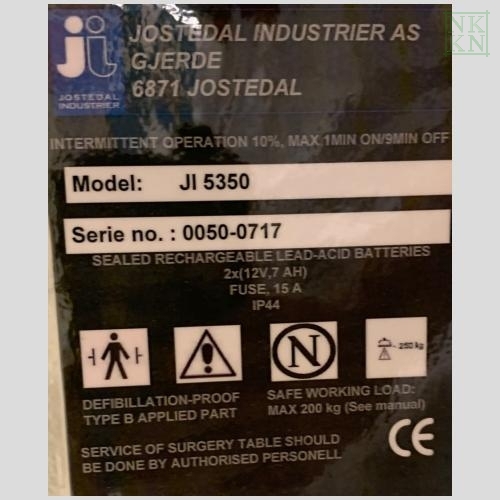 NK
KN
JOSTEDAL INDUSTRIER AS
GJERDE
6871 JOSTEDAL
JOSTEDAL
INDUSTRIER
INTERMITTENT OPERATION 10%, MAX 1MIN ON/9MIN OFF
Model: JI 5350
Serie no. : 0050-0717
SEALED RECHARGEABLE LEAD-ACID BATTERIES
2x(12V,7 AH)
FUSE, 15 A
IP44
N
250 kg
DEFIBILLATION-PROOF
TYPE B APPLIED PART
SAFE WORKING LOAD:
MAX 200 kg (See manual)
SERVICE OF SURGERY TABLE SHOULD
BE DONE BY AUTHORISED PERSONELL
CE